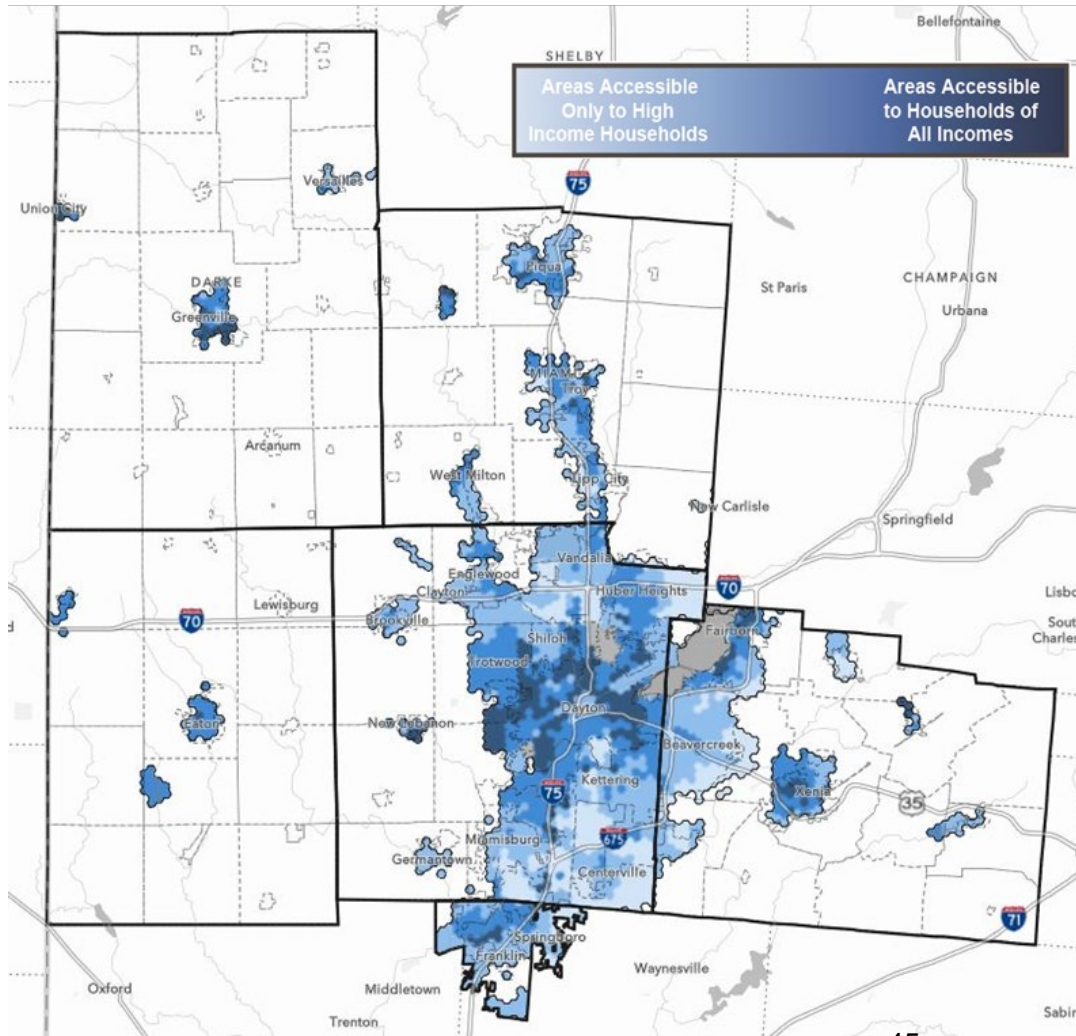 Bellefontaine
SHELBY
Areas Accessible
Only to High
Income Households
Areas Accessible
to Households of
All Incomes
Versailles
75
Union City
Piqua
DARKE
CHAMPAIGN
St Paris
Greenville
Urbana
MIAMI
Troy
Arcanum
West Milton
Tipp City
New Carlisle
Springfield
Vandalia
Englewood
70
Clayton
Huber Heights
Lewisburg
70
Brookville
Fairborn
Shiloh
Trotwood
Dayton
New Lebanon
Eaton
Beavercreek
Kettering
75
Xenia
35
Miamisburg
675
Germantown
Centerville
71
Springboro
Franklin
Waynesville
Oxford
Middletown
Trenton